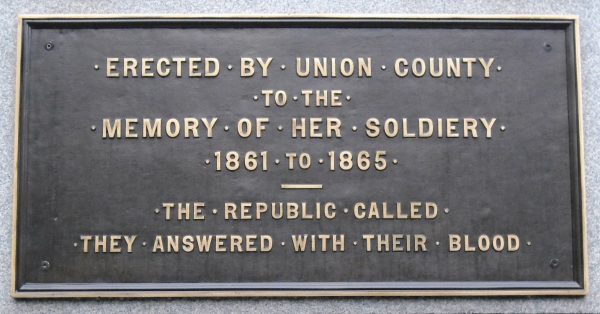 ·ERECTED·BY·UNION·COUNTY·
·TO·THE·
·MEMORY·OF·HER·SOLDIERY·
·1861·TO·1865·
·THE·REPUBLIC·CALLED·
·THEY·ANSWERED·WITH·THEIR·BLOOD·